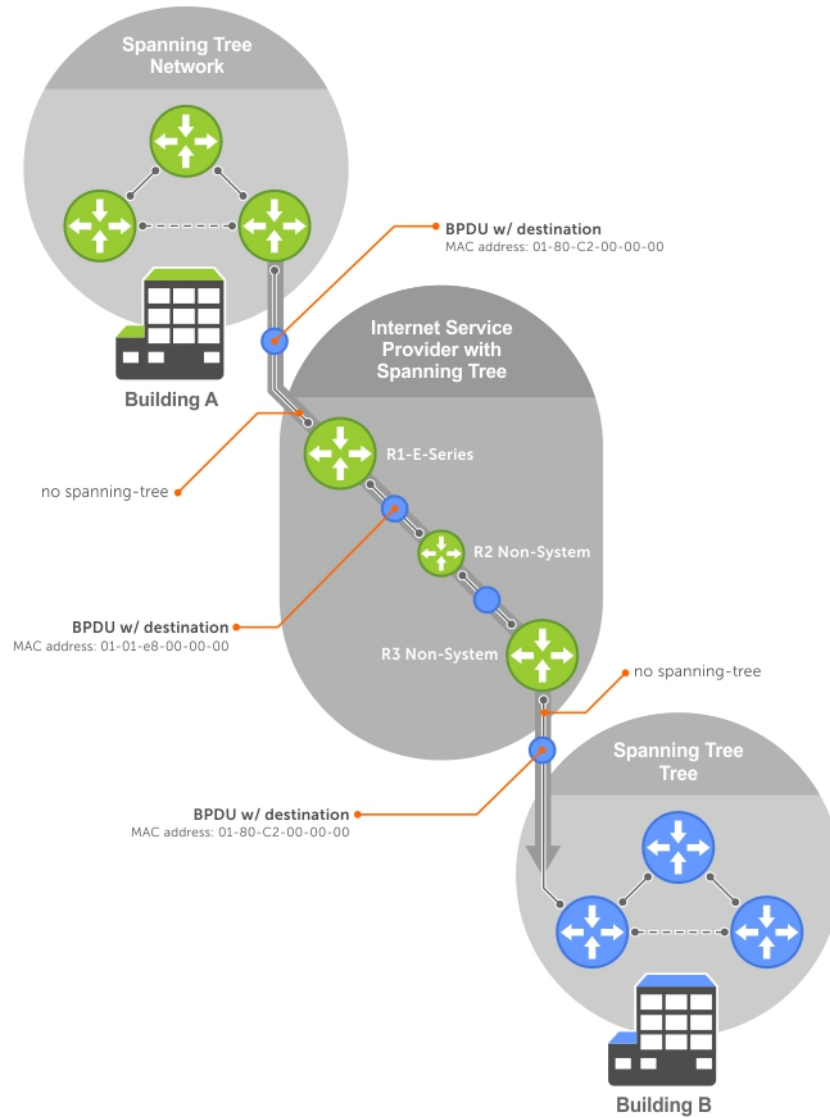 Spanning Tree
Network
BPDU w/ destination
MAC address: 01-80-C2-00-00-00
Internet Service
Provider with
Spanning Tree
Building A
R1-E-Series
no spanning-tree
R2 Non-System
BPDU w/ destination
MAC address: 01-01-e8-00-00-00
R3 Non-System
no spanning-tree
Spanning Tree
Tree
BPDU w/ destination
MAC address: 01-80-C2-00-00-00
Building B